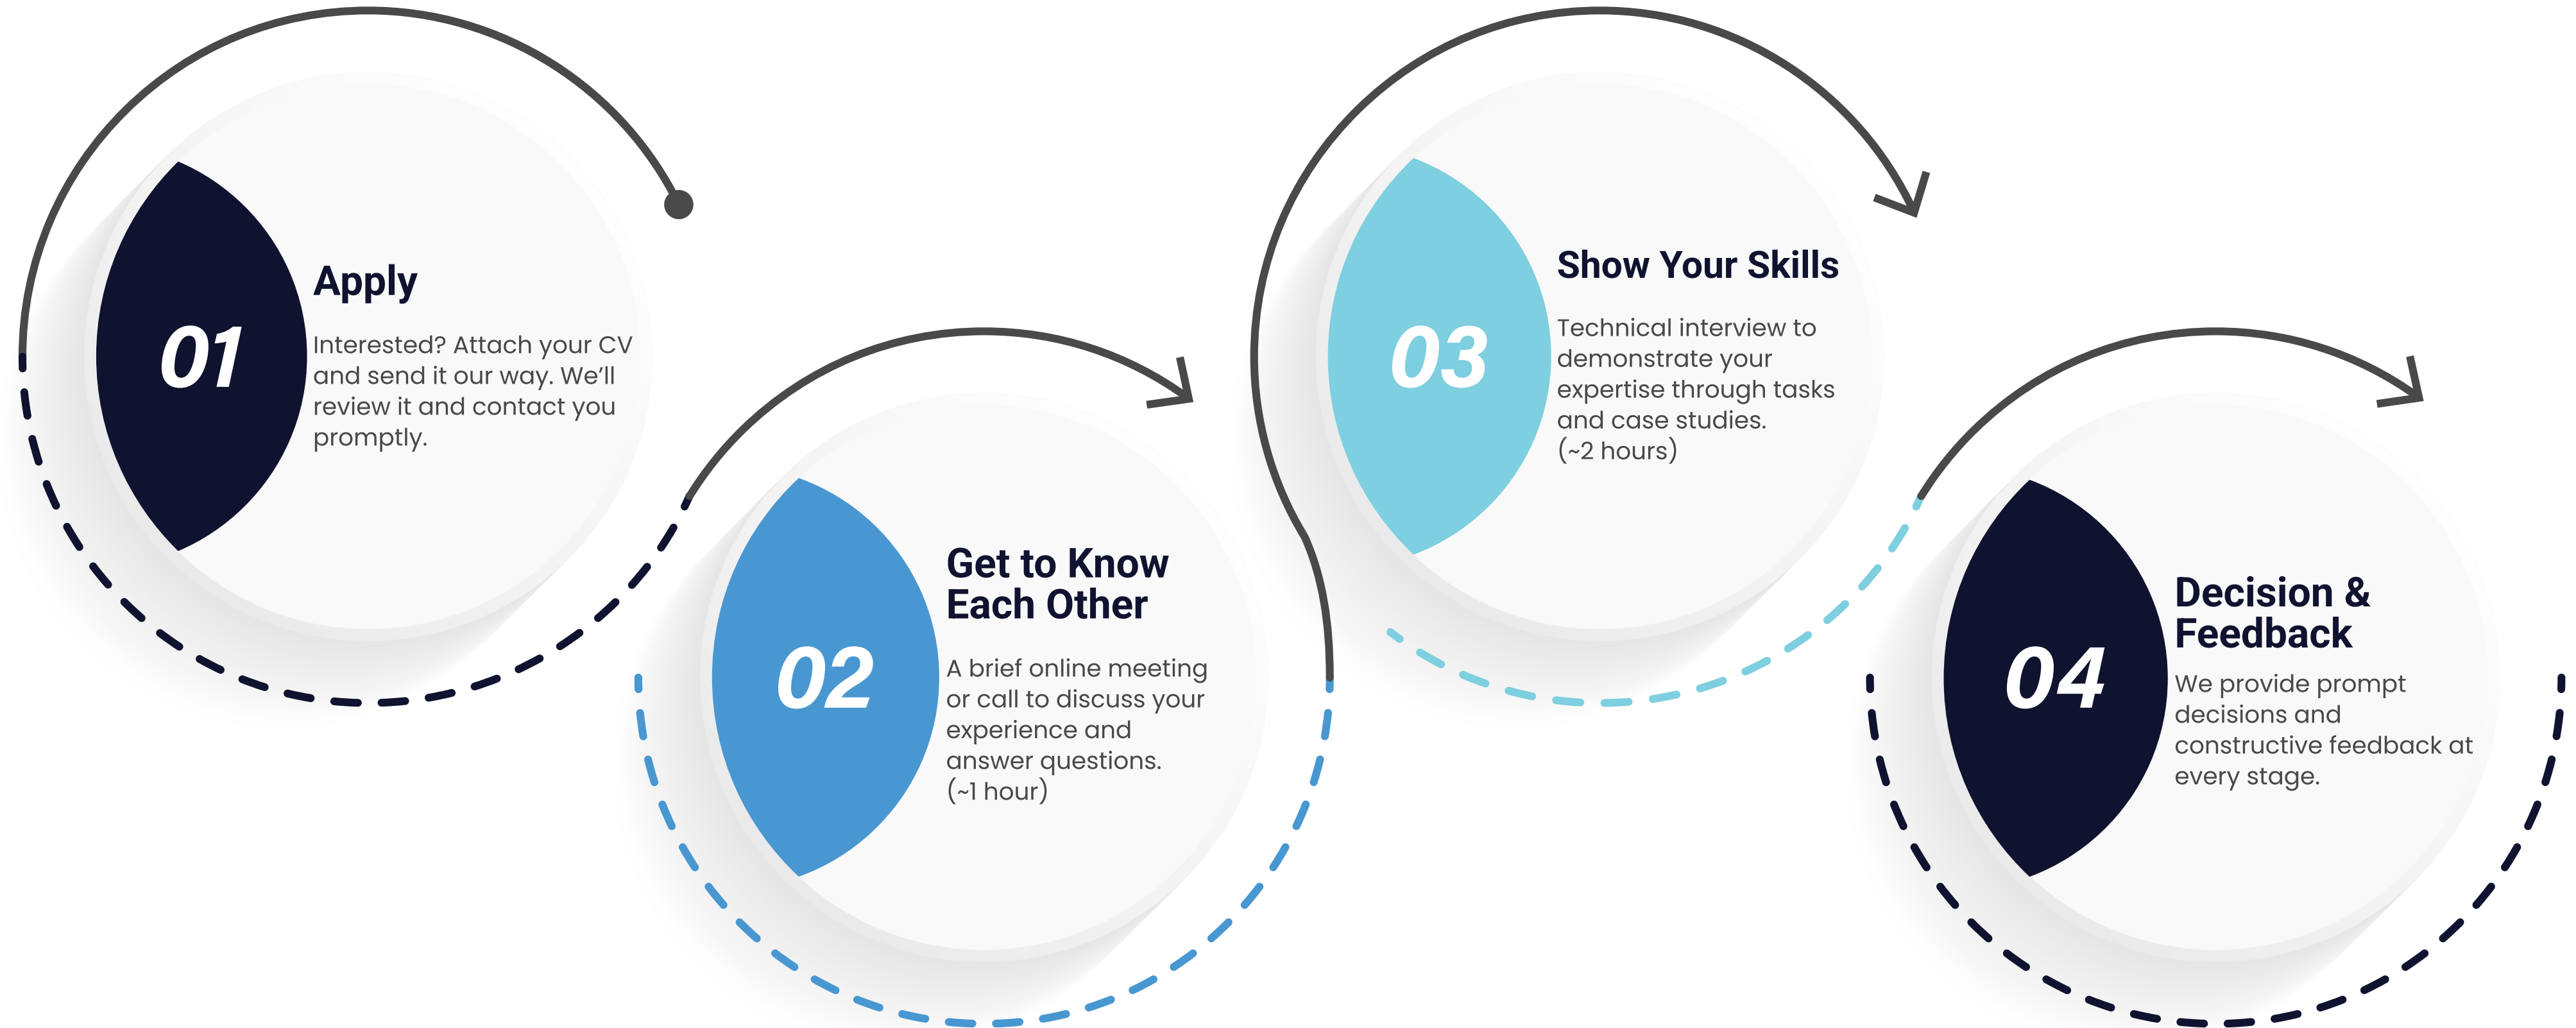 01
Apply
Interested? Attach your CV
and send it our way. We’ll
review it and contact you
promptly.
02
Get to Know
Each Other
A brief online meeting
or call to discuss your
experience and
answer questions.
(~1 hour)
03
Show Your Skills
Technical interview to
demonstrate your
expertise through tasks
and case studies.
(~2 hours)
04
Decision &
Feedback
We provide prompt
decisions and
constructive feedback at
every stage.